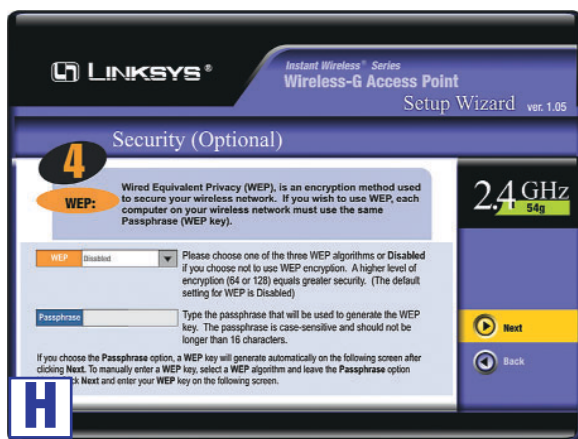 LINKSYS®
Instant Wireless® Series
Wireless-G Access Point
Setup Wizard ver. 1.05
Security (Optional)
4
WEP:
Wired Equivalent Privacy (WEP), is an encryption method used
to secure your wireless network. If you wish to use WEP, each
computer on your wireless network must use the same
Passphrase (WEP key).
2.4 GHz
54g
WEP Disabled
Please choose one of the three WEP algorithms or Disabled
if you choose not to use WEP encryption. A higher level of
encryption (64 or 128) equals greater security. (The default
setting for WEP is Disabled)
Passphrase
Type the passphrase that will be used to generate the WEP
key. The passphrase is case-sensitive and should not be
longer than 16 characters.
If you choose the Passphrase option, a WEP key will generate automatically on the following screen after
clicking Next. To manually enter a WEP key, select a WEP algorithm and leave the Passphrase option
Next and enter your WEP key on the following screen.
Next
Back
H